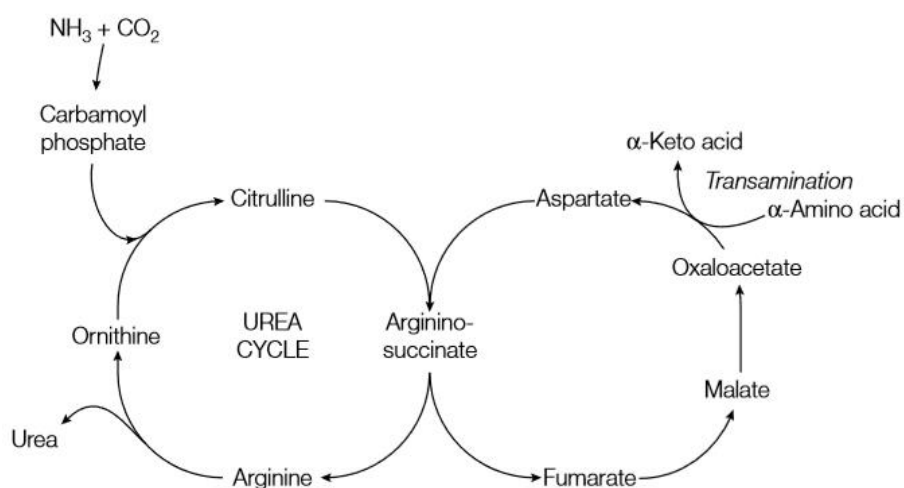 NH₃ + CO₂
Carbamoyl
phosphate
α-Keto acid
Transamination
α-Amino acid
Citrulline
Aspartate
Oxaloacetate
Ornithine
UREA
CYCLE
Arginino-
succinate
Malate
Urea
Arginine
Fumarate